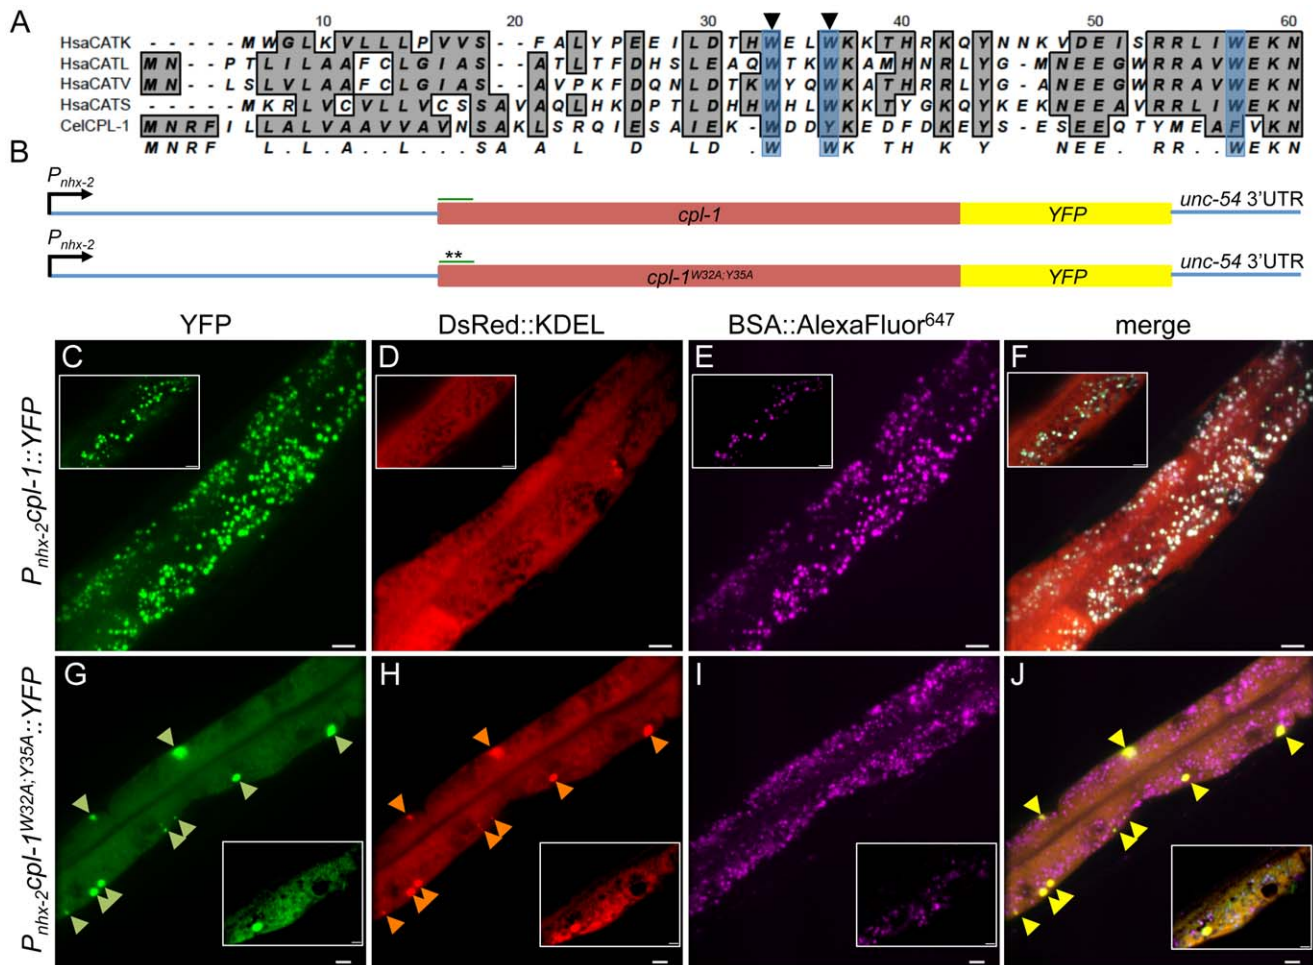 A
10 20 30 40 50 60
HsaCATK - - - - - M W G L K V L L L P V V S - - F A L Y P E E I L D T H W E L W K K T H R K Q Y N N K V D E I S R R L I W E K N
HsaCATL M N - - P T L I L A A F C L G I A S - - A T L T F D H S L E A Q W T K W K A M H N R L Y G - M N E E G W R R A V W E K N
HsaCATV M N - - L S L V L A A F C L G I A S - - A V P K F D Q N L D T K W Y Q W K A T H R R L Y G - A N E E G W R R A V W E K N
HsaCATS - - - - - M K R L V C V L L V C S S A V A Q L H K D P T L D H H W H L W K K T Y G K Q Y K E K N E E A V R R L I W E K N
CelCPL-1 M N R F I L L A L V A A V V A V N S A K L S R Q I E S A I E K - W D D Y K E D F D K E Y S - E S E E Q T Y M E A F V K N
M N R F L . L . . A . . L . . . S A A L D L D . W W K T H K Y N E E . R R . . W E K N
B
Pnhx-2 cpl-1 YFP unc-54 3'UTR
**
Pnhx-2 cpl-1W32A;Y35A YFP unc-54 3'UTR
YFP DsRed::KDEL BSA::AlexaFluor647 merge
Pnhx-2cpl-1::YFP
C D E F
Pnhx-2cpl-1W32A;Y35A::YFP
G H I J